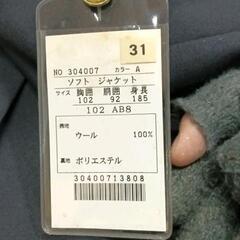 31
NO 304007 カラー A
ソフト ジャケット
サイズ 胸囲 胴囲 身長
102 92 185
102 AB8
表地
ウール 100%
裏地 ポリエステル
30400713808